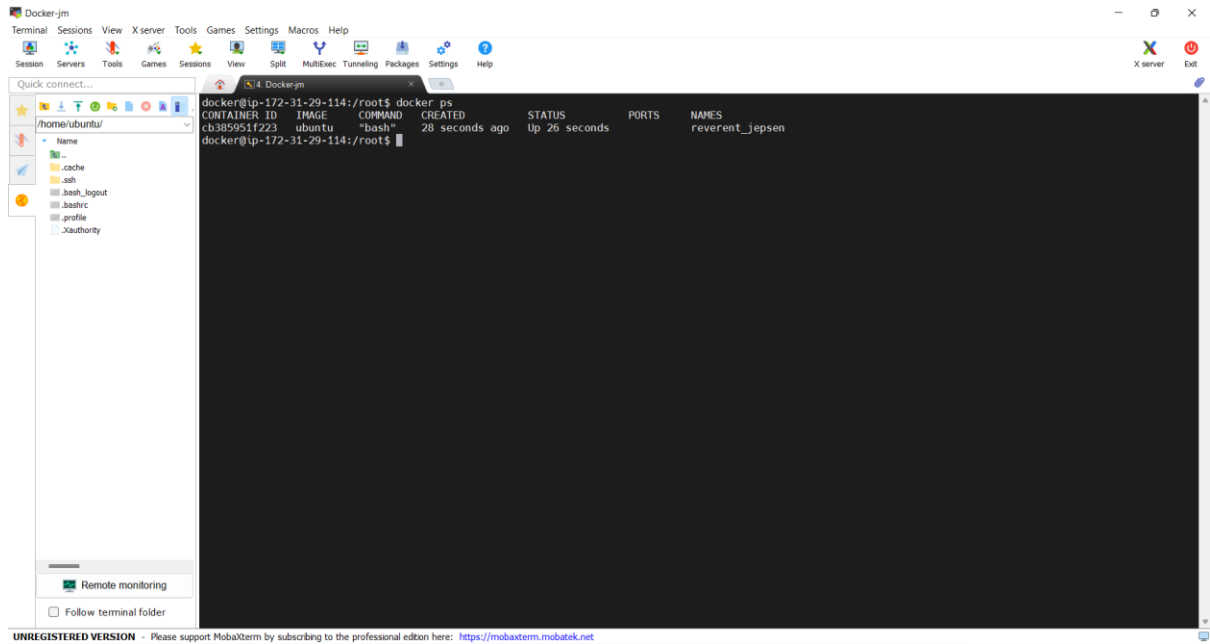 Docker-jm
Terminal Sessions View X server Tools Games Settings Macros Help
Session Servers Tools Games Sessions View Split MultiExec Tunneling Packages Settings Help X server Exit
Quick connect...
4. Docker-jm
/home/ubuntu/
Name
..
.cache
.ssh
.bash_logout
.bashrc
.profile
.Xauthority
docker@ip-172-31-29-114:/root$ docker ps
CONTAINER ID IMAGE COMMAND CREATED STATUS PORTS NAMES
cb385951f223 ubuntu "bash" 28 seconds ago Up 26 seconds reverent_jepsen
docker@ip-172-31-29-114:/root$
Remote monitoring
Follow terminal folder
UNREGISTERED VERSION - Please support MobaXterm by subscribing to the professional edition here: https://mobaxterm.mobatek.net